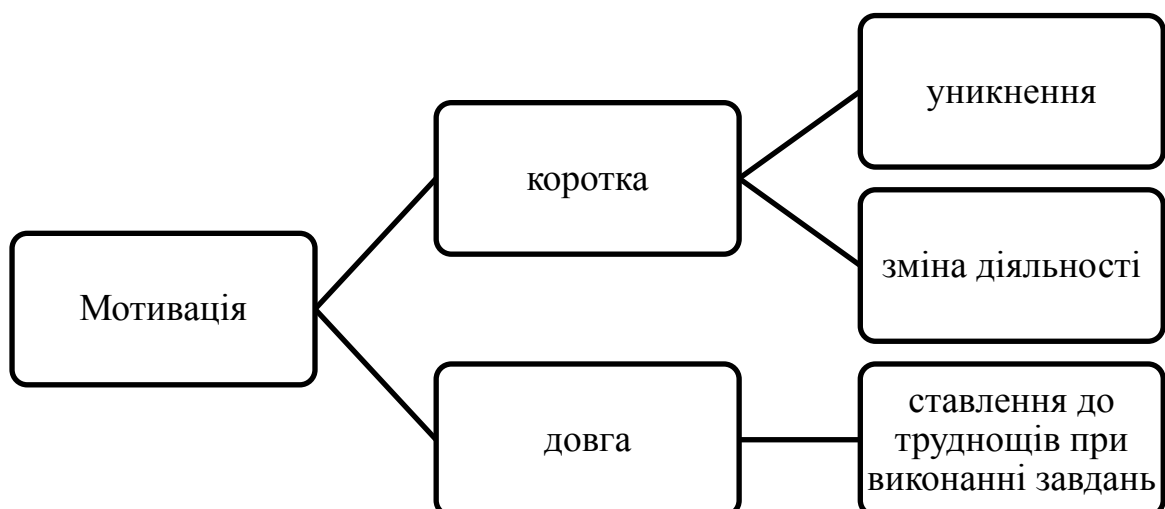 Мотивація
коротка
уникнення
зміна діяльності
довга
ставлення до
труднощів при
виконанні завдань